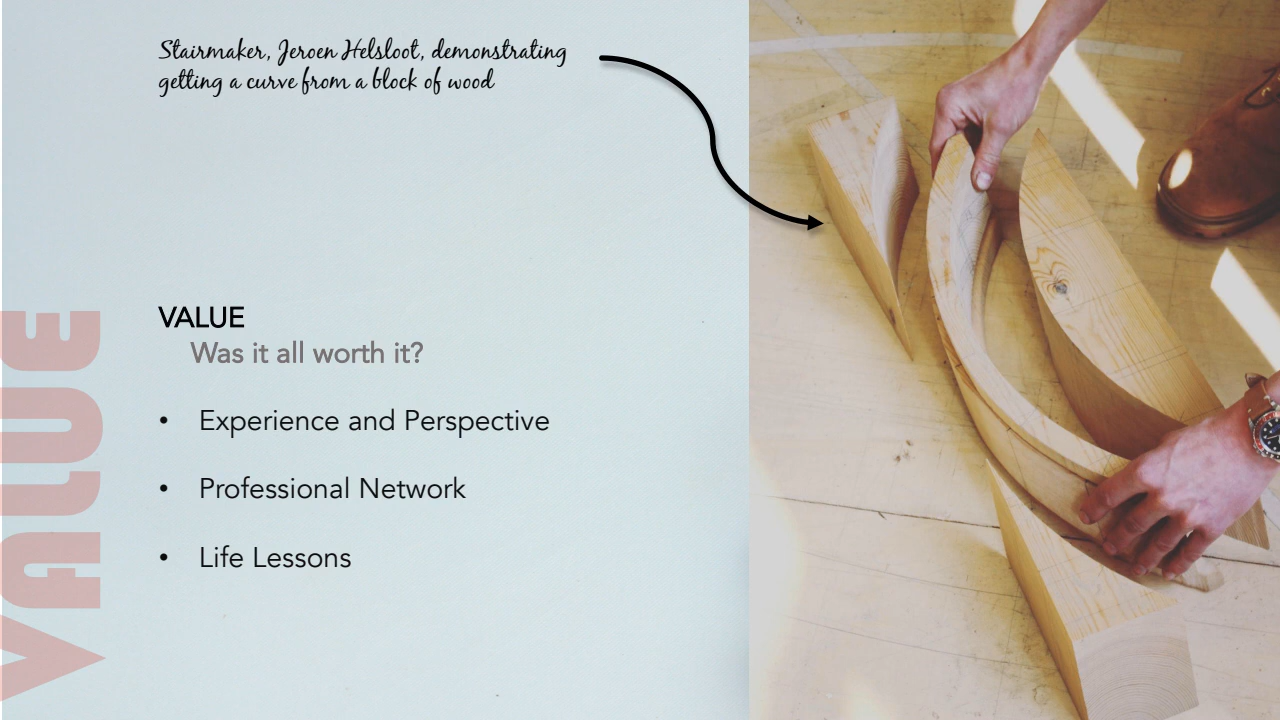 Stairmaker, Jeroen Helsloot, demonstrating
getting a curve from a block of wood
VALUE
VALUE
Was it all worth it?
• Experience and Perspective
• Professional Network
• Life Lessons